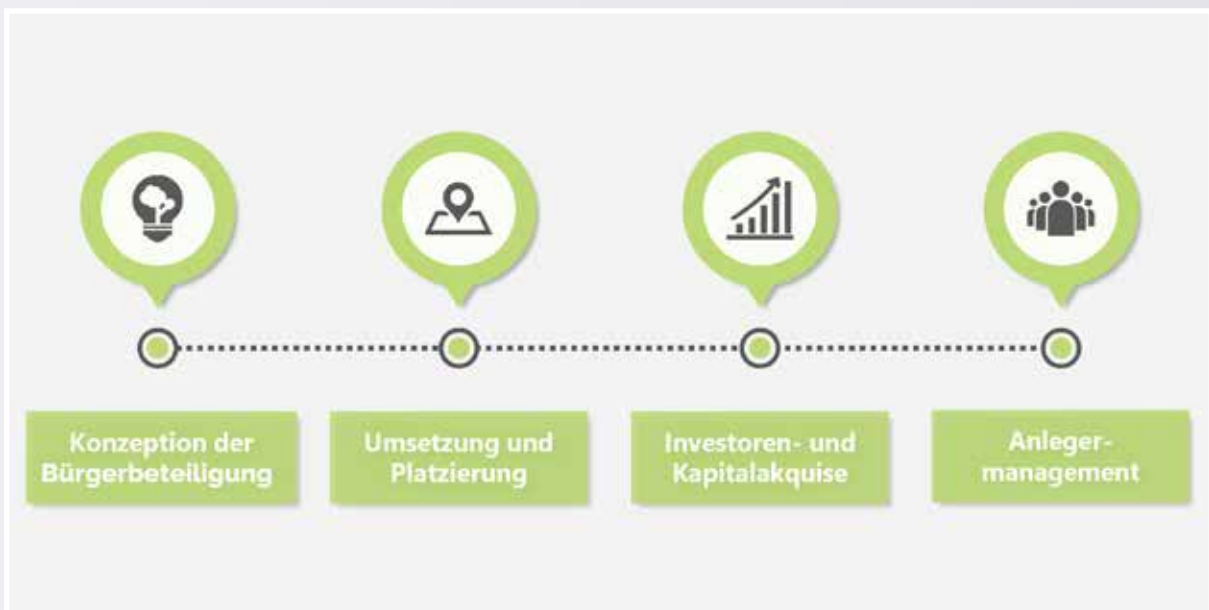 Konzeption der
Bürgerbeteiligung
Umsetzung und
Platzierung
Investoren- und
Kapitalakquise
Anleger-
management